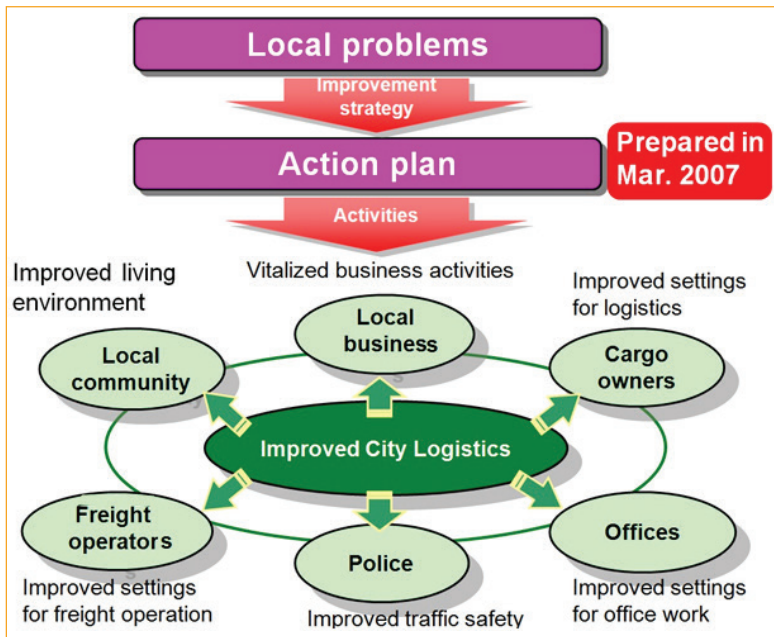 Local problems
Improvement
strategy
Action plan
Prepared in
Mar. 2007
Activities
Improved living
environment
Vitalized business activities
Improved settings
for logistics
Local
business
Local
community
Cargo
owners
Improved City Logistics
Freight
operators
Police
Offices
Improved settings
for freight operation
Improved traffic safety
Improved settings
for office work